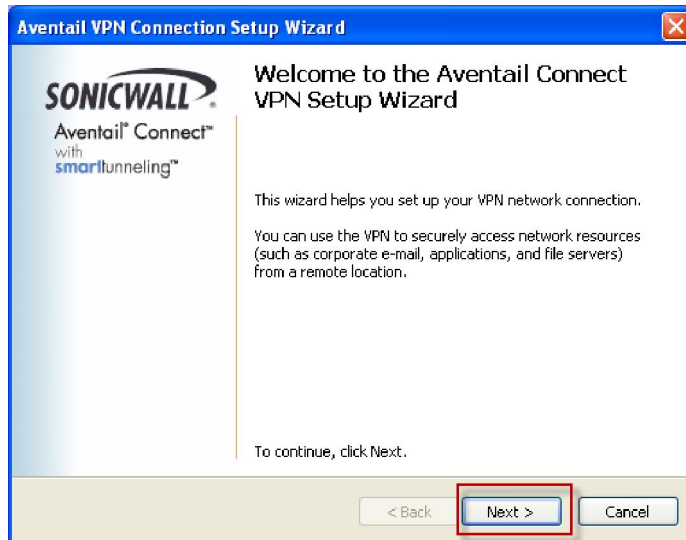 Aventail VPN Connection Setup Wizard
SONICWALL
Aventail® Connect™
with
smarttunneling™
Welcome to the Aventail Connect
VPN Setup Wizard
This wizard helps you set up your VPN network connection.
You can use the VPN to securely access network resources
(such as corporate e-mail, applications, and file servers)
from a remote location.
To continue, click Next.
< Back
Next >
Cancel